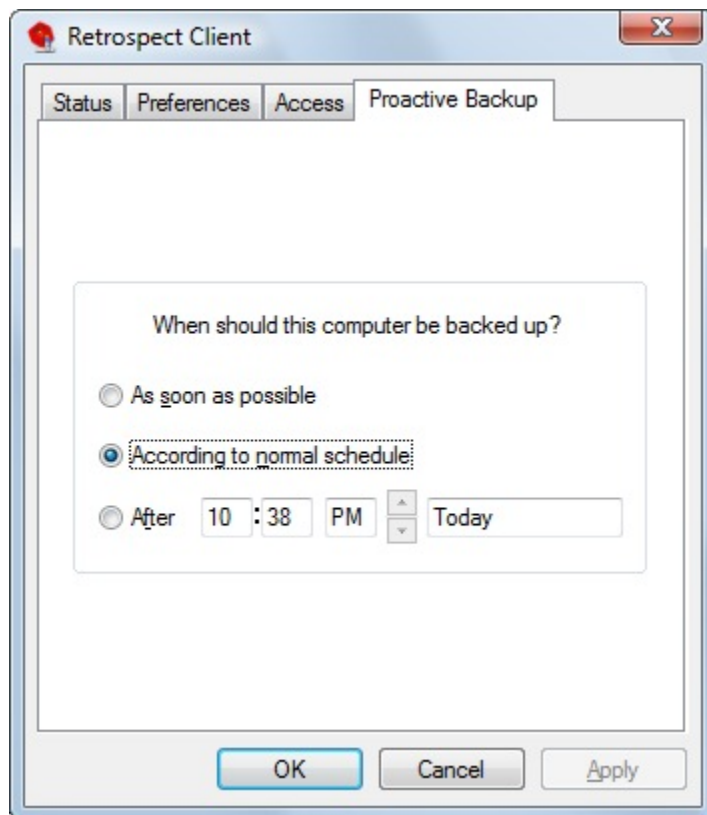 Retrospect Client
Status Preferences Access Proactive Backup
When should this computer be backed up?
As soon as possible
According to normal schedule
After 10 : 38 PM Today
OK Cancel Apply